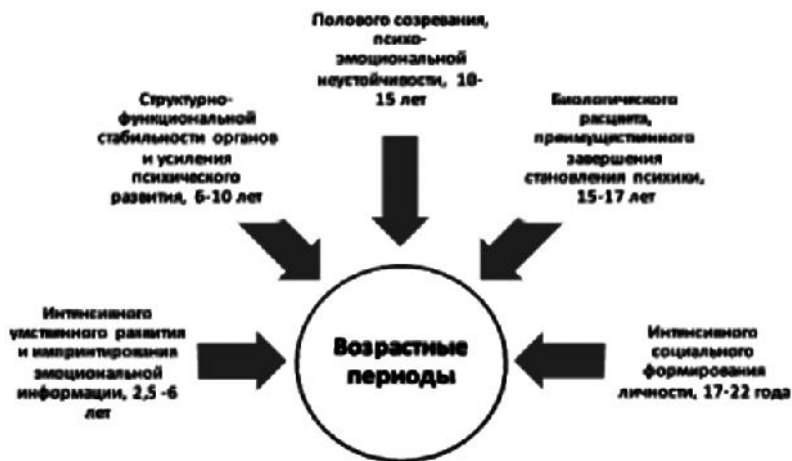 Полового созревания,
психо-
эмоциональной
неустойчивости, 10-
15 лет
Структурно-
функциональной
стабильности органов
и усиления
психического
развития, 6-10 лет
Биологического
расцвета,
преимущественного
завершения
становления психики,
15-17 лет
Интенсивного
умственного развития
и импринтирования
эмоциональной
информации, 2,5 -6
лет
Возрастные
периоды
Интенсивного
социального
формирования
личности, 17-22 года